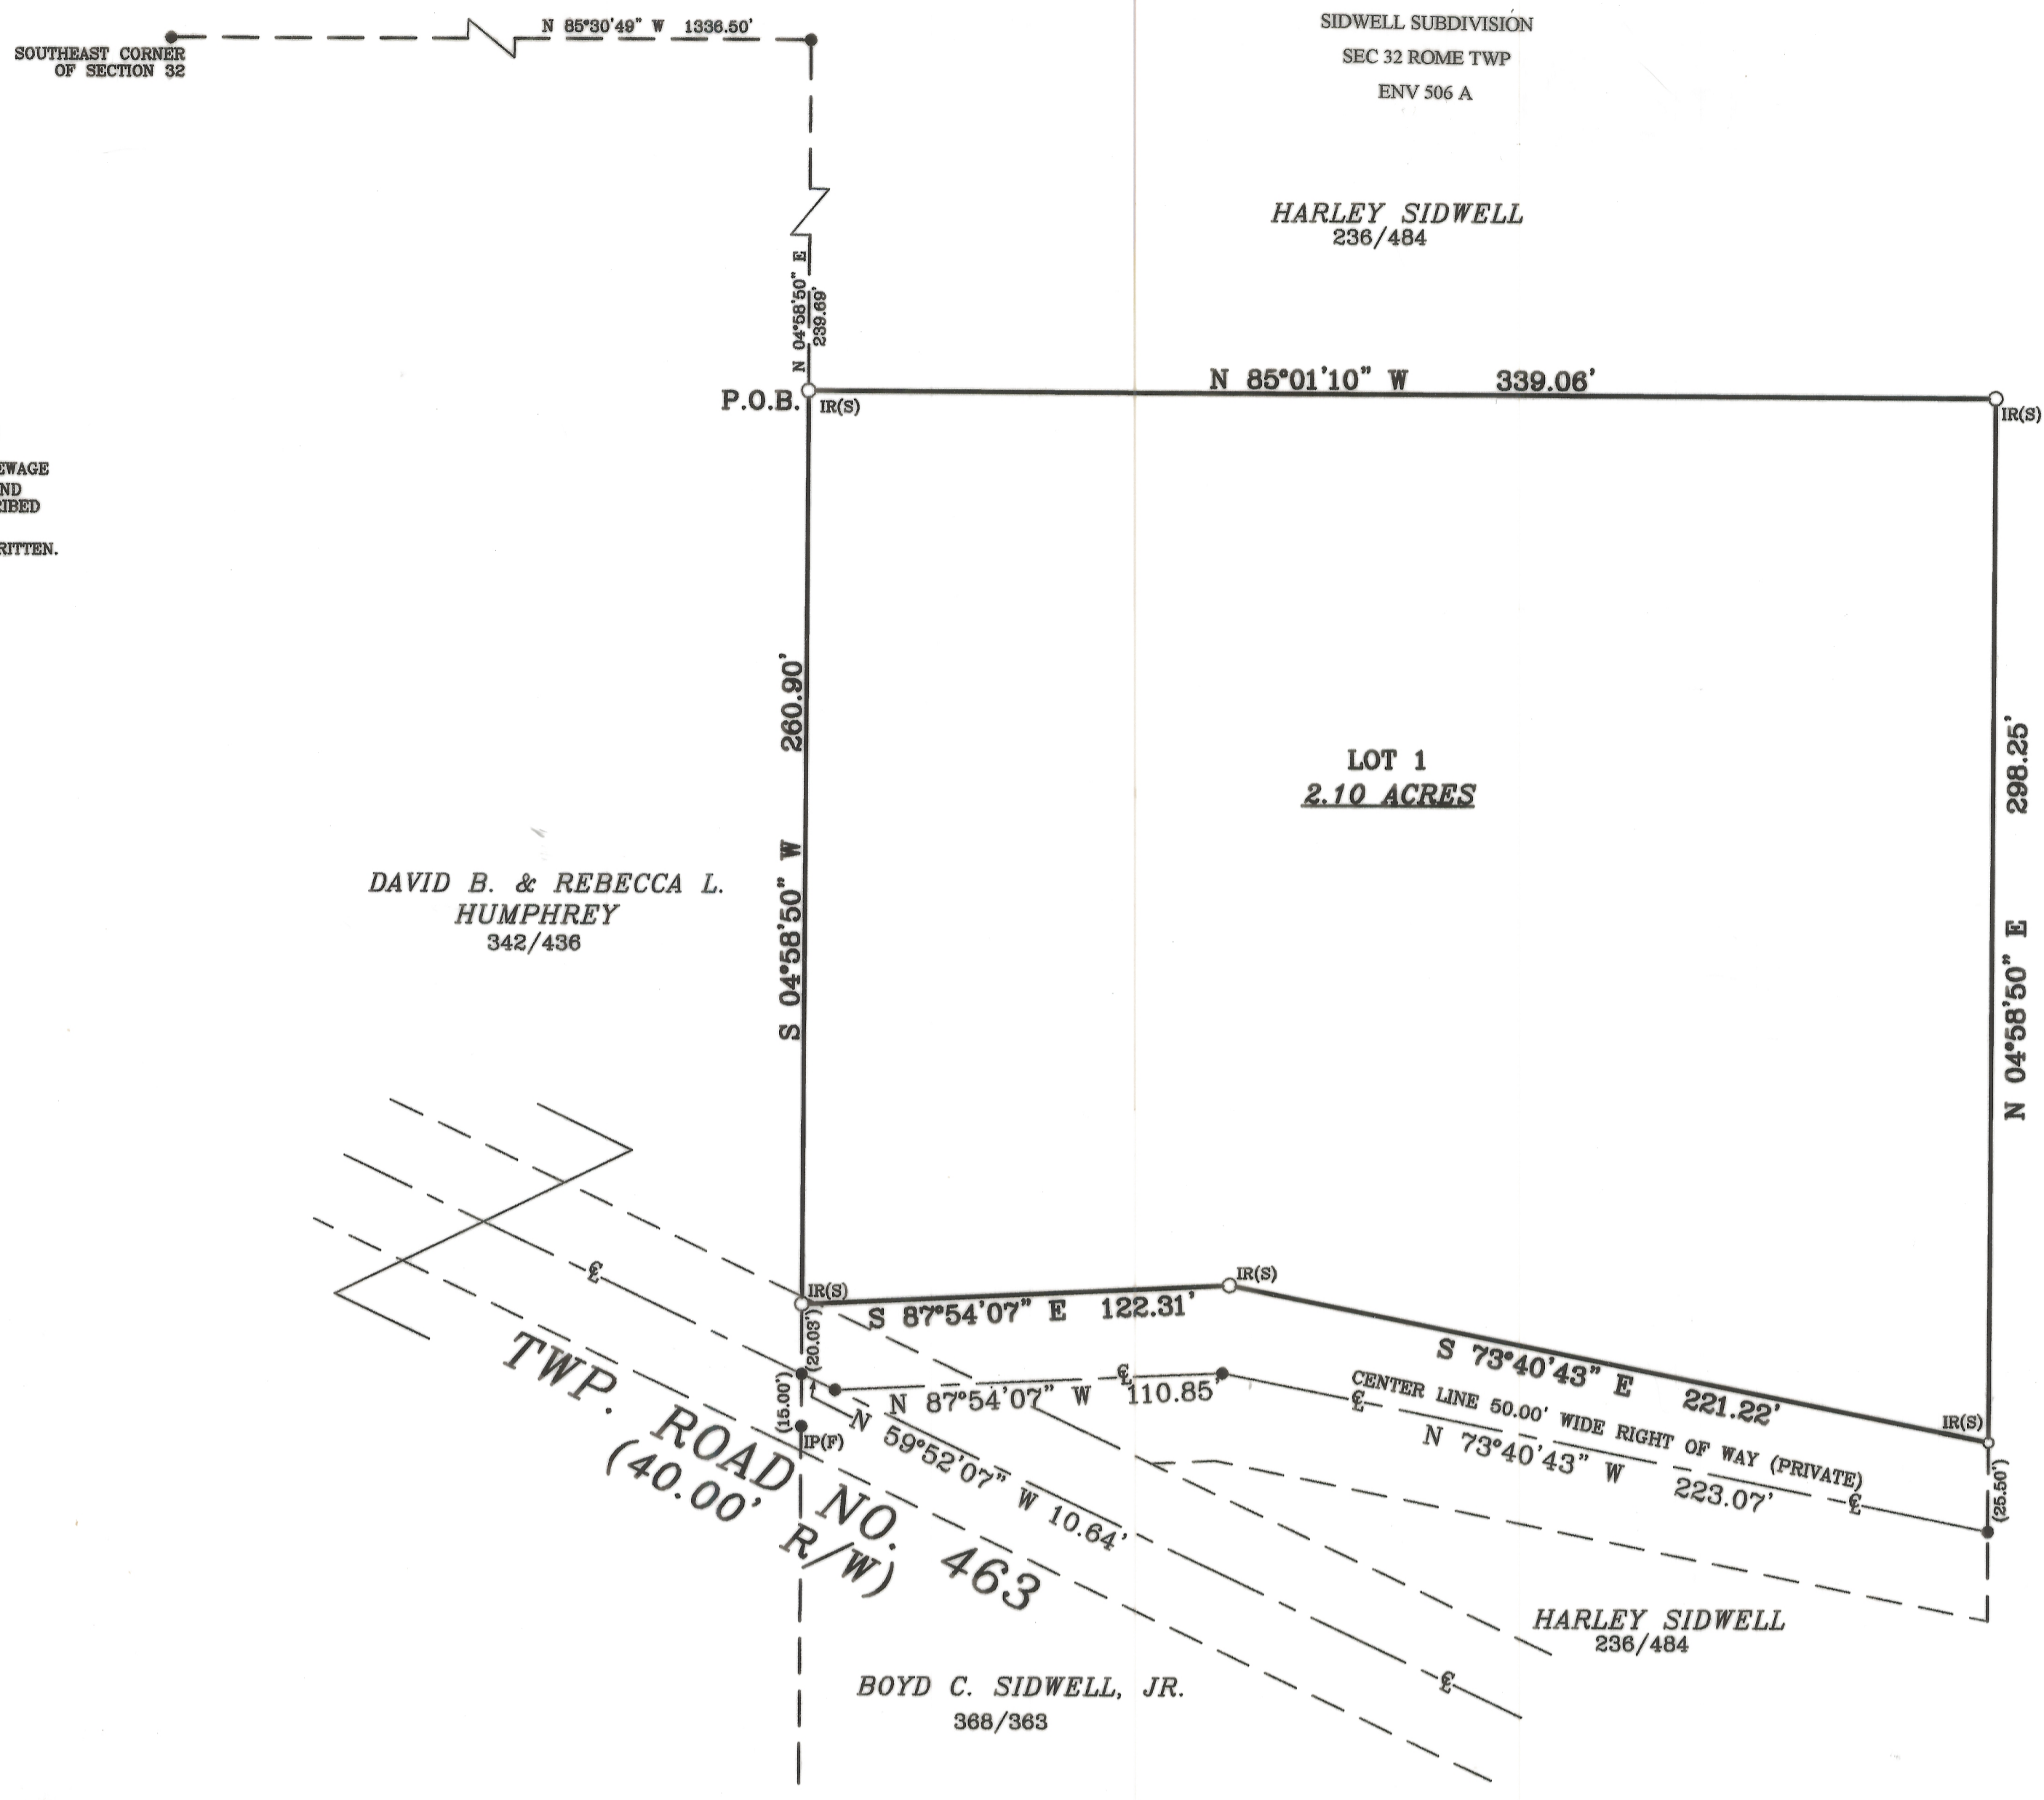 SIDWELL SUBDIVISION
SEC 32 ROME TWP
ENV 506 A
N 85°30'49" W 1336.50'
SOUTHEAST CORNER
OF SECTION 32
HARLEY SIDWELL
236/484
N 04°58'50" E
239.69'
N 85°01'10" W 339.06'
P.O.B.
IR(S)
IR(S)
EWAGE
ND
IBED
RITTEN.
S 04°58'50" W 260.90'
LOT 1
2.10 ACRES
N 04°58'50" E 298.25'
DAVID B. & REBECCA L.
HUMPHREY
342/436
IR(S)
IR(S)
S 87°54'07" E 122.31'
S 73°40'43" E 221.22'
IR(S)
(20.03')
(15.00')
IP(F)
N 87°54'07" W 110.85'
CENTER LINE 50.00' WIDE RIGHT OF WAY (PRIVATE)
N 73°40'43" W 223.07'
(25.50')
N 59°52'07" W 10.64'
TWP. ROAD NO. 463
(40.00' R/W)
HARLEY SIDWELL
236/484
BOYD C. SIDWELL, JR.
368/363